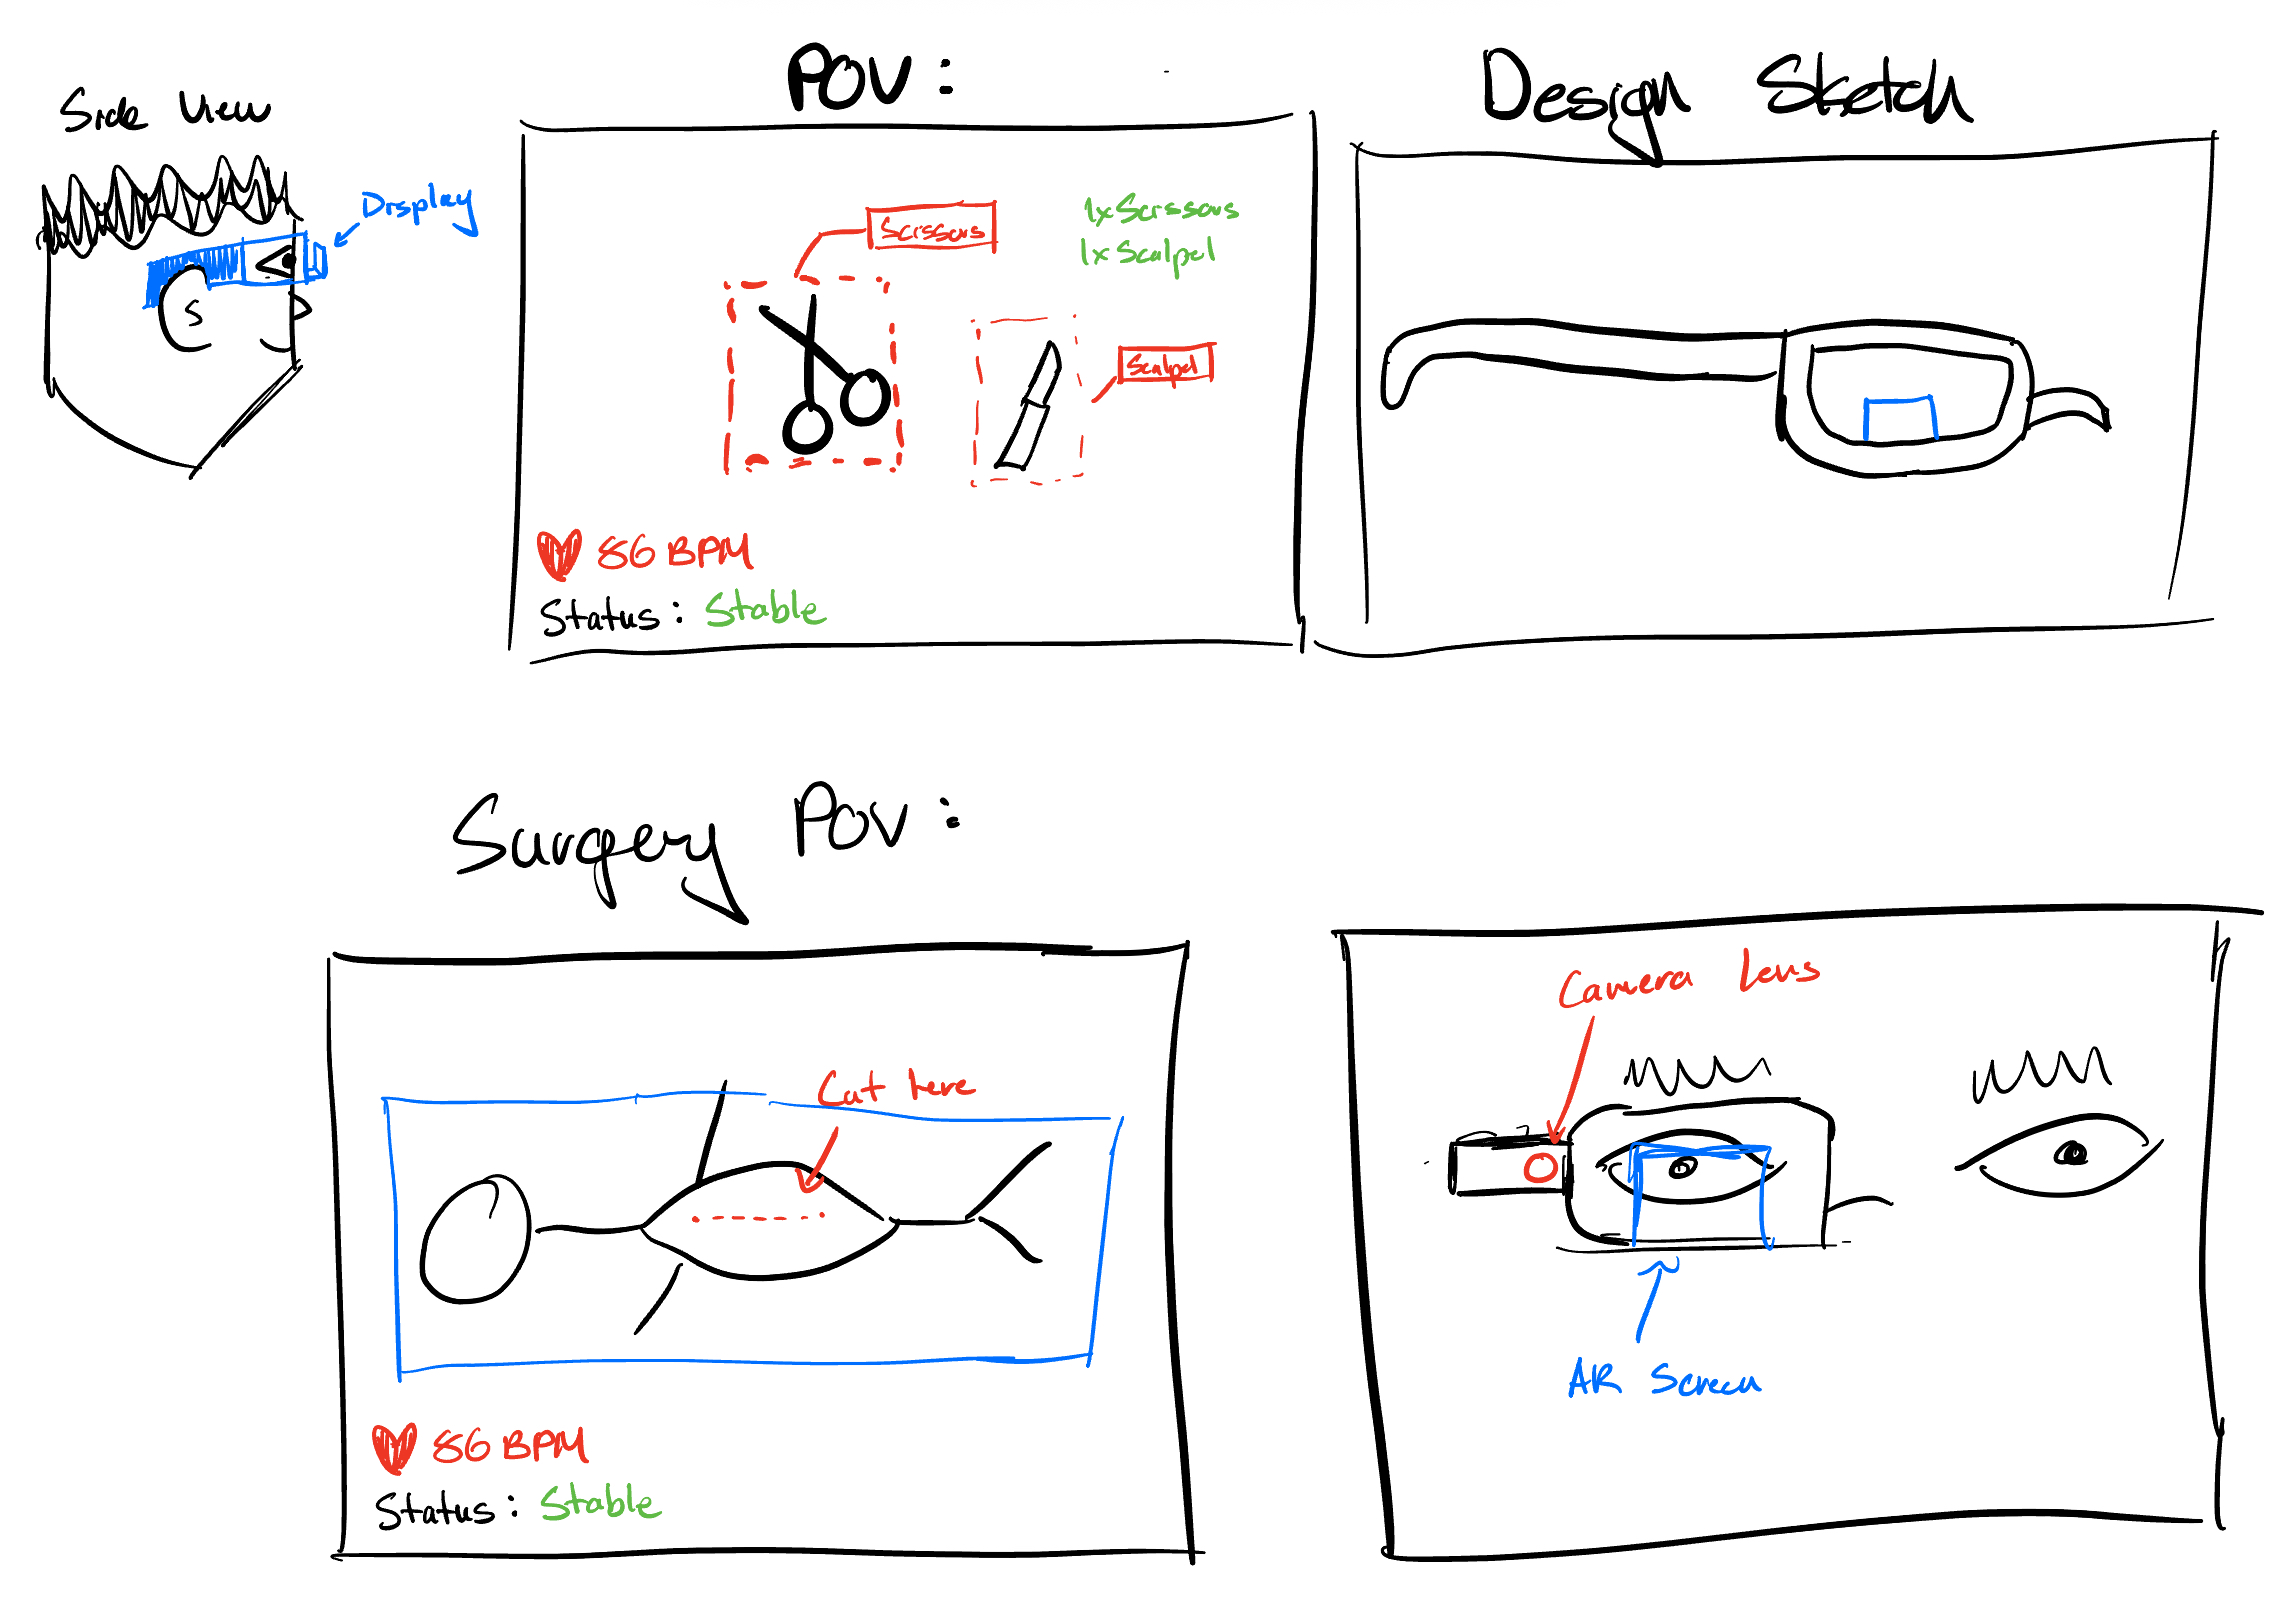 Side View
Display
POV:
Scissors
1x Scissors
1x Scalpel
Scalpel
86 BPM
Status: Stable
Design Sketch
Surgery POV:
Cut here
86 BPM
Status: Stable
Camera Lens
AR Screen